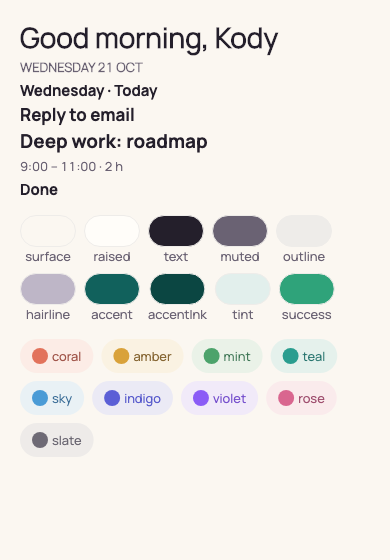 Good morning, Kody
WEDNESDAY 21 OCT
Wednesday · Today
Reply to email
Deep work: roadmap
9:00 – 11:00 · 2 h
Done
surface raised text muted outline
hairline accent accentInk tint success
coral amber mint teal
sky indigo violet rose
slate